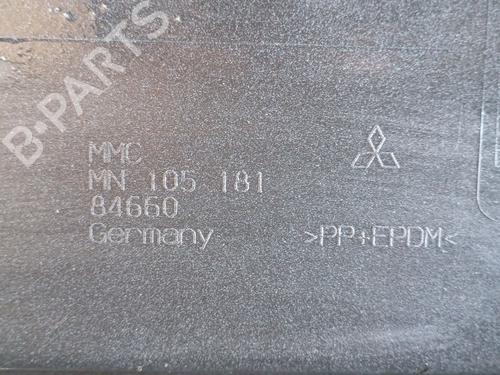 B-PARTS
MMC
MN 105 181
84660
Germany
>PP+EPDM<